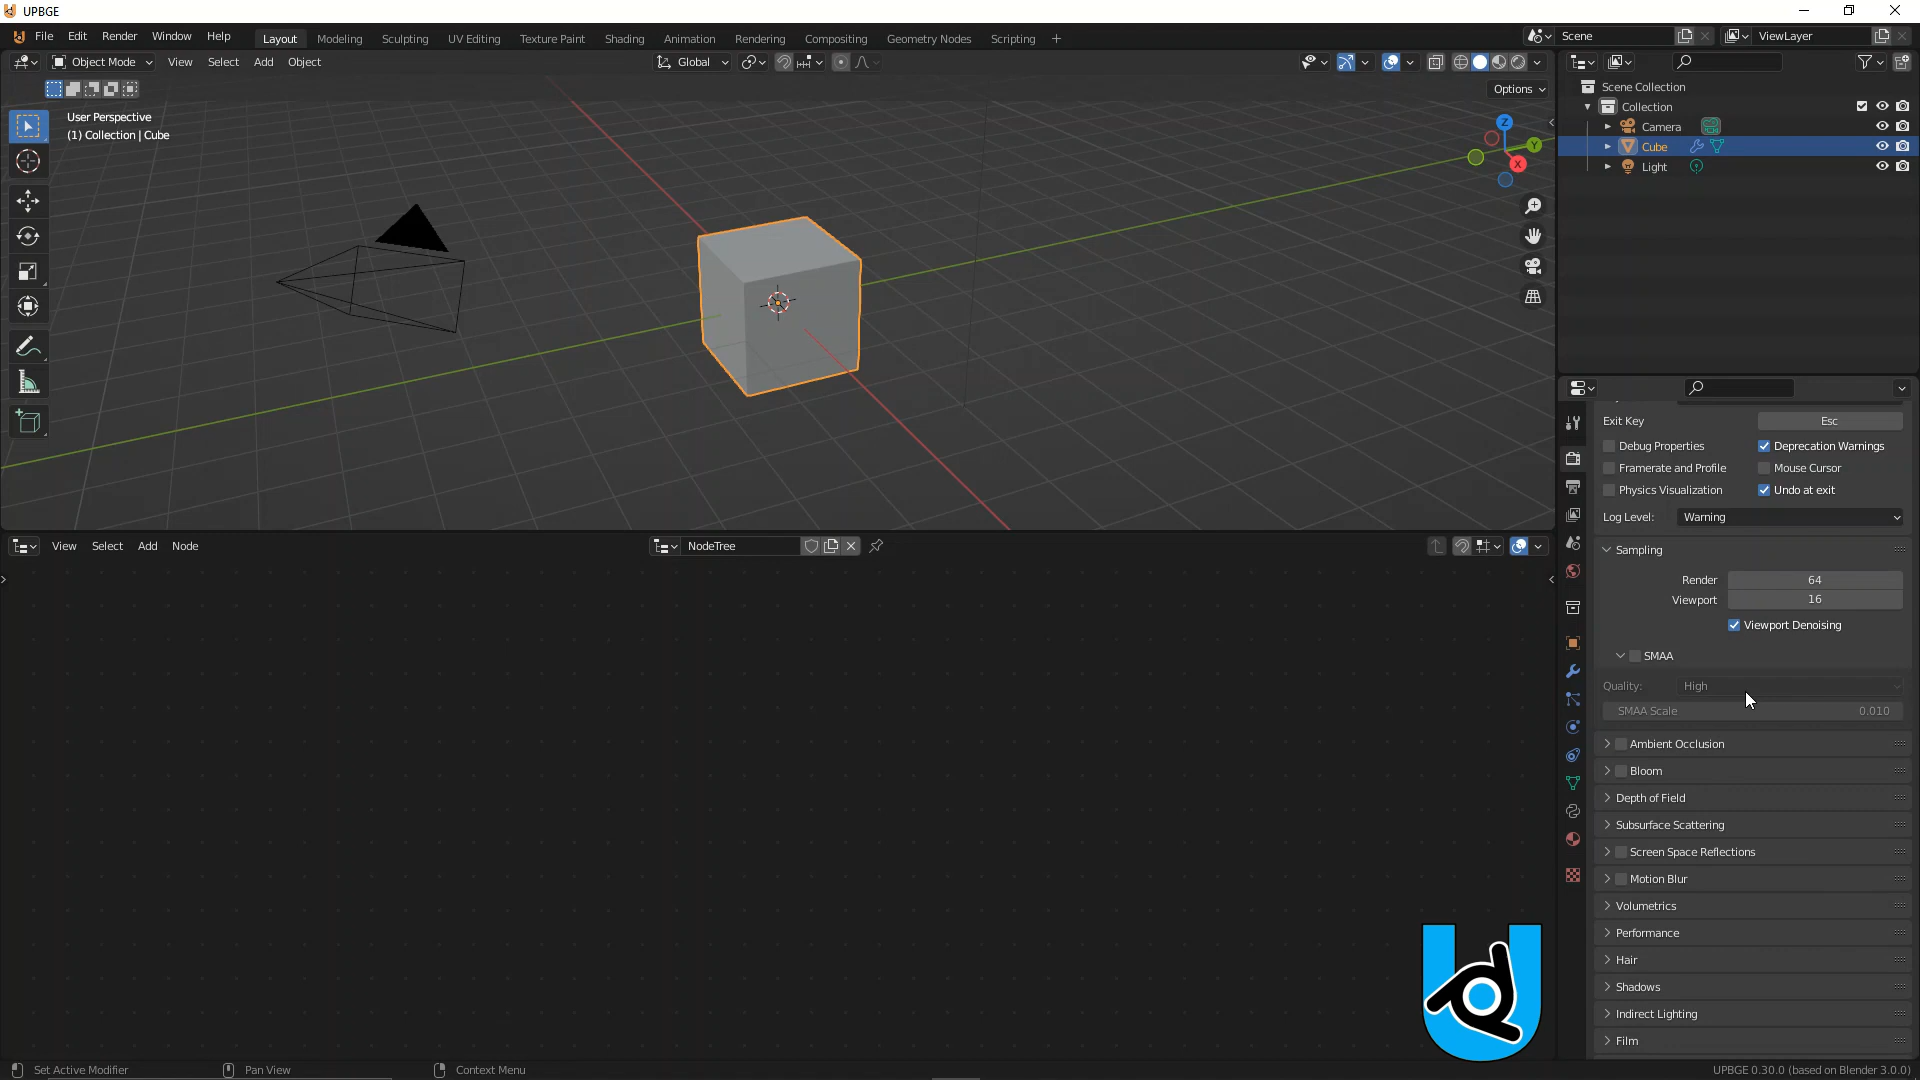 UPBGE
File Edit Render Window Help Layout Modeling Sculpting UV Editing Texture Paint Shading Animation Rendering Compositing Geometry Nodes Scripting + Scene ViewLayer
Object Mode View Select Add Object Global
Options
User Perspective
(1) Collection | Cube
Z
Y
X
Scene Collection
Collection
Camera
Cube
Light
Exit Key Esc
Debug Properties Deprecation Warnings
Framerate and Profile Mouse Cursor
Physics Visualization Undo at exit
Log Level: Warning
Sampling
Render 64
Viewport 16
Viewport Denoising
SMAA
Quality: High
SMAA Scale 0.010
Ambient Occlusion
Bloom
Depth of Field
Subsurface Scattering
Screen Space Reflections
Motion Blur
Volumetrics
Performance
Hair
Shadows
Indirect Lighting
Film
View Select Add Node NodeTree
Set Active Modifier Pan View Context Menu UPBGE 0.30.0 (based on Blender 3.0.0)